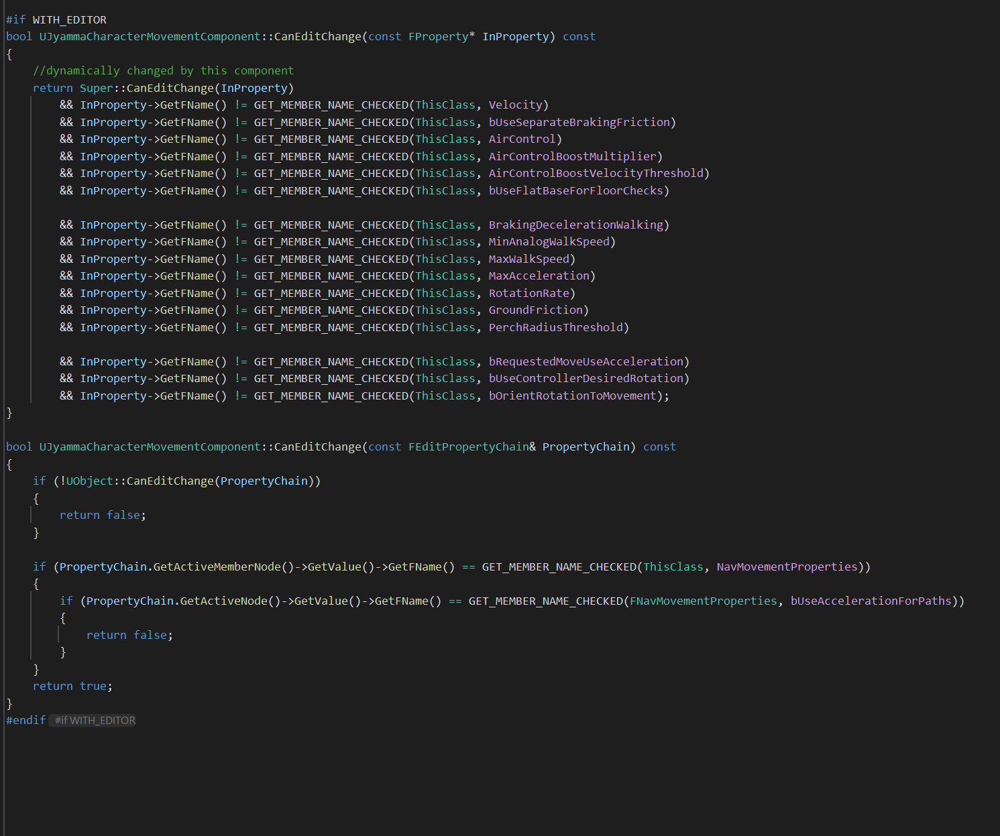 #if WITH_EDITOR
bool UJyammaCharacterMovementComponent::CanEditChange(const FProperty* InProperty) const
{
    //dynamically changed by this component
    return Super::CanEditChange(InProperty)
        && InProperty->GetFName() != GET_MEMBER_NAME_CHECKED(ThisClass, Velocity)
        && InProperty->GetFName() != GET_MEMBER_NAME_CHECKED(ThisClass, bUseSeparateBrakingFriction)
        && InProperty->GetFName() != GET_MEMBER_NAME_CHECKED(ThisClass, AirControl)
        && InProperty->GetFName() != GET_MEMBER_NAME_CHECKED(ThisClass, AirControlBoostMultiplier)
        && InProperty->GetFName() != GET_MEMBER_NAME_CHECKED(ThisClass, AirControlBoostVelocityThreshold)
        && InProperty->GetFName() != GET_MEMBER_NAME_CHECKED(ThisClass, bUseFlatBaseForFloorChecks)

        && InProperty->GetFName() != GET_MEMBER_NAME_CHECKED(ThisClass, BrakingDecelerationWalking)
        && InProperty->GetFName() != GET_MEMBER_NAME_CHECKED(ThisClass, MinAnalogWalkSpeed)
        && InProperty->GetFName() != GET_MEMBER_NAME_CHECKED(ThisClass, MaxWalkSpeed)
        && InProperty->GetFName() != GET_MEMBER_NAME_CHECKED(ThisClass, MaxAcceleration)
        && InProperty->GetFName() != GET_MEMBER_NAME_CHECKED(ThisClass, RotationRate)
        && InProperty->GetFName() != GET_MEMBER_NAME_CHECKED(ThisClass, GroundFriction)
        && InProperty->GetFName() != GET_MEMBER_NAME_CHECKED(ThisClass, PerchRadiusThreshold)

        && InProperty->GetFName() != GET_MEMBER_NAME_CHECKED(ThisClass, bRequestedMoveUseAcceleration)
        && InProperty->GetFName() != GET_MEMBER_NAME_CHECKED(ThisClass, bUseControllerDesiredRotation)
        && InProperty->GetFName() != GET_MEMBER_NAME_CHECKED(ThisClass, bOrientRotationToMovement);
}

bool UJyammaCharacterMovementComponent::CanEditChange(const FEditPropertyChain& PropertyChain) const
{
    if (!UObject::CanEditChange(PropertyChain))
    {
        return false;
    }

    if (PropertyChain.GetActiveMemberNode()->GetValue()->GetFName() == GET_MEMBER_NAME_CHECKED(ThisClass, NavMovementProperties))
    {
        if (PropertyChain.GetActiveNode()->GetValue()->GetFName() == GET_MEMBER_NAME_CHECKED(FNavMovementProperties, bUseAccelerationForPaths))
        {
            return false;
        }
    }
    return true;
}
#endif #if WITH_EDITOR